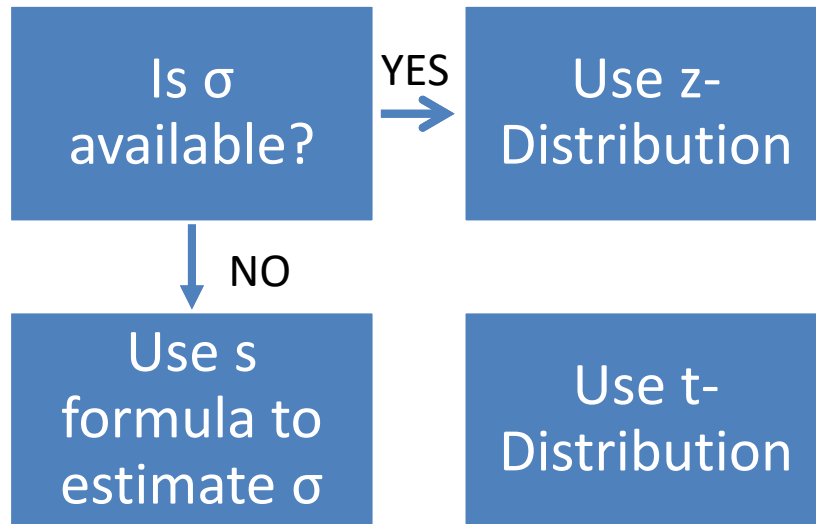 Is σ
available?
YES
Use z-
Distribution
NO
Use s
formula to
estimate σ
Use t-
Distribution